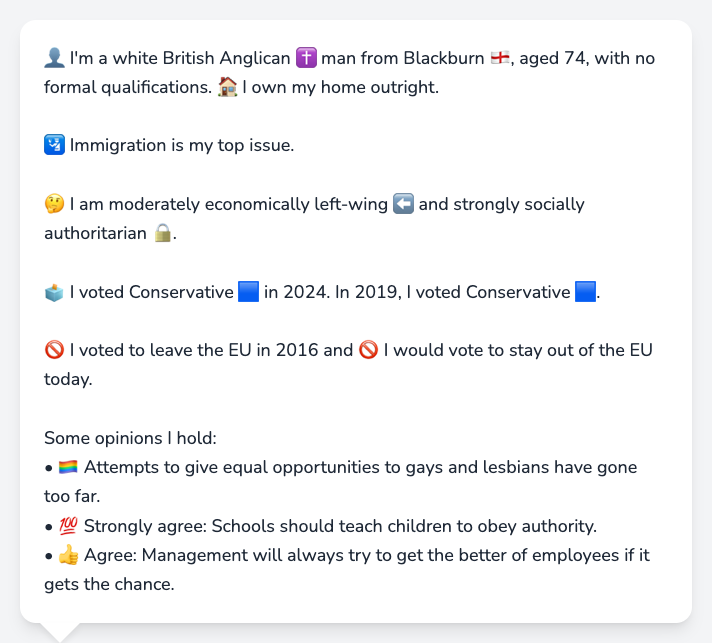 👤 I'm a white British Anglican ✝️ man from Blackburn 🏴󠁧󠁢󠁥󠁮󠁧󠁿, aged 74, with no
formal qualifications. 🏠 I own my home outright.
🛂 Immigration is my top issue.
🤔 I am moderately economically left-wing ⬅️ and strongly socially
authoritarian 🔒.
🗳️ I voted Conservative 🟦 in 2024. In 2019, I voted Conservative 🟦.
🚫 I voted to leave the EU in 2016 and 🚫 I would vote to stay out of the EU
today.
Some opinions I hold:
• 🏳️‍🌈 Attempts to give equal opportunities to gays and lesbians have gone
too far.
• 💯 Strongly agree: Schools should teach children to obey authority.
• 👍 Agree: Management will always try to get the better of employees if it
gets the chance.